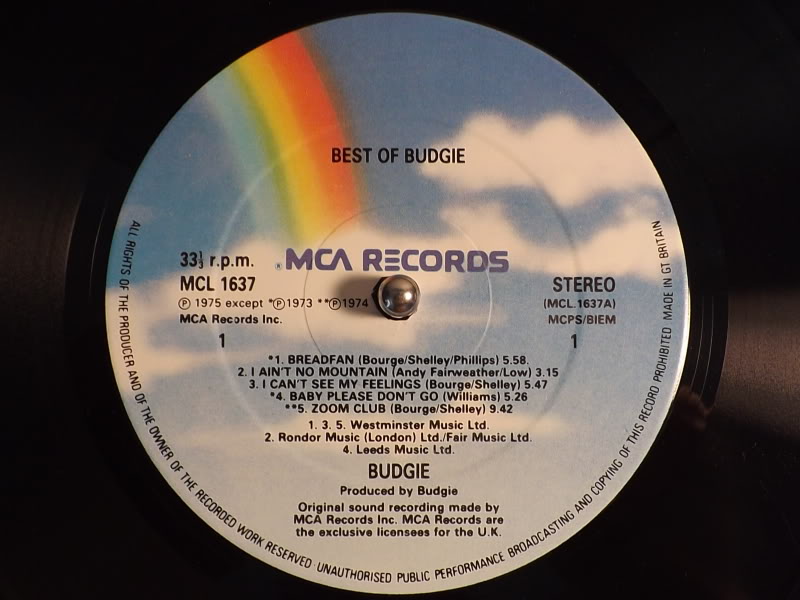 BEST OF BUDGIE
33⅓ r.p.m.
® MCA RECORDS
MCL 1637
STEREO
Ⓟ 1975 except *Ⓟ1973 **Ⓟ1974
(MCL.1637A)
MCA Records Inc.
MCPS/BIEM
1
1
*1. BREADFAN (Bourge/Shelley/Phillips) 5.58.
2. I AIN'T NO MOUNTAIN (Andy Fairweather/Low) 3.15
3. I CAN'T SEE MY FEELINGS (Bourge/Shelley) 5.47
*4. BABY PLEASE DON'T GO (Williams) 5.26
**5. ZOOM CLUB (Bourge/Shelley) 9.42
1. 3. 5. Westminster Music Ltd.
2. Rondor Music (London) Ltd./Fair Music Ltd.
4. Leeds Music Ltd.
BUDGIE
Produced by Budgie
Original sound recording made by
MCA Records Inc. MCA Records are
the exclusive licensees for the U.K.
ALL RIGHTS OF THE PRODUCER AND OF THE OWNER OF THE RECORDED WORK RESERVED · UNAUTHORISED PUBLIC PERFORMANCE BROADCASTING AND COPYING OF THIS RECORD PROHIBITED MADE IN GT BRITAIN